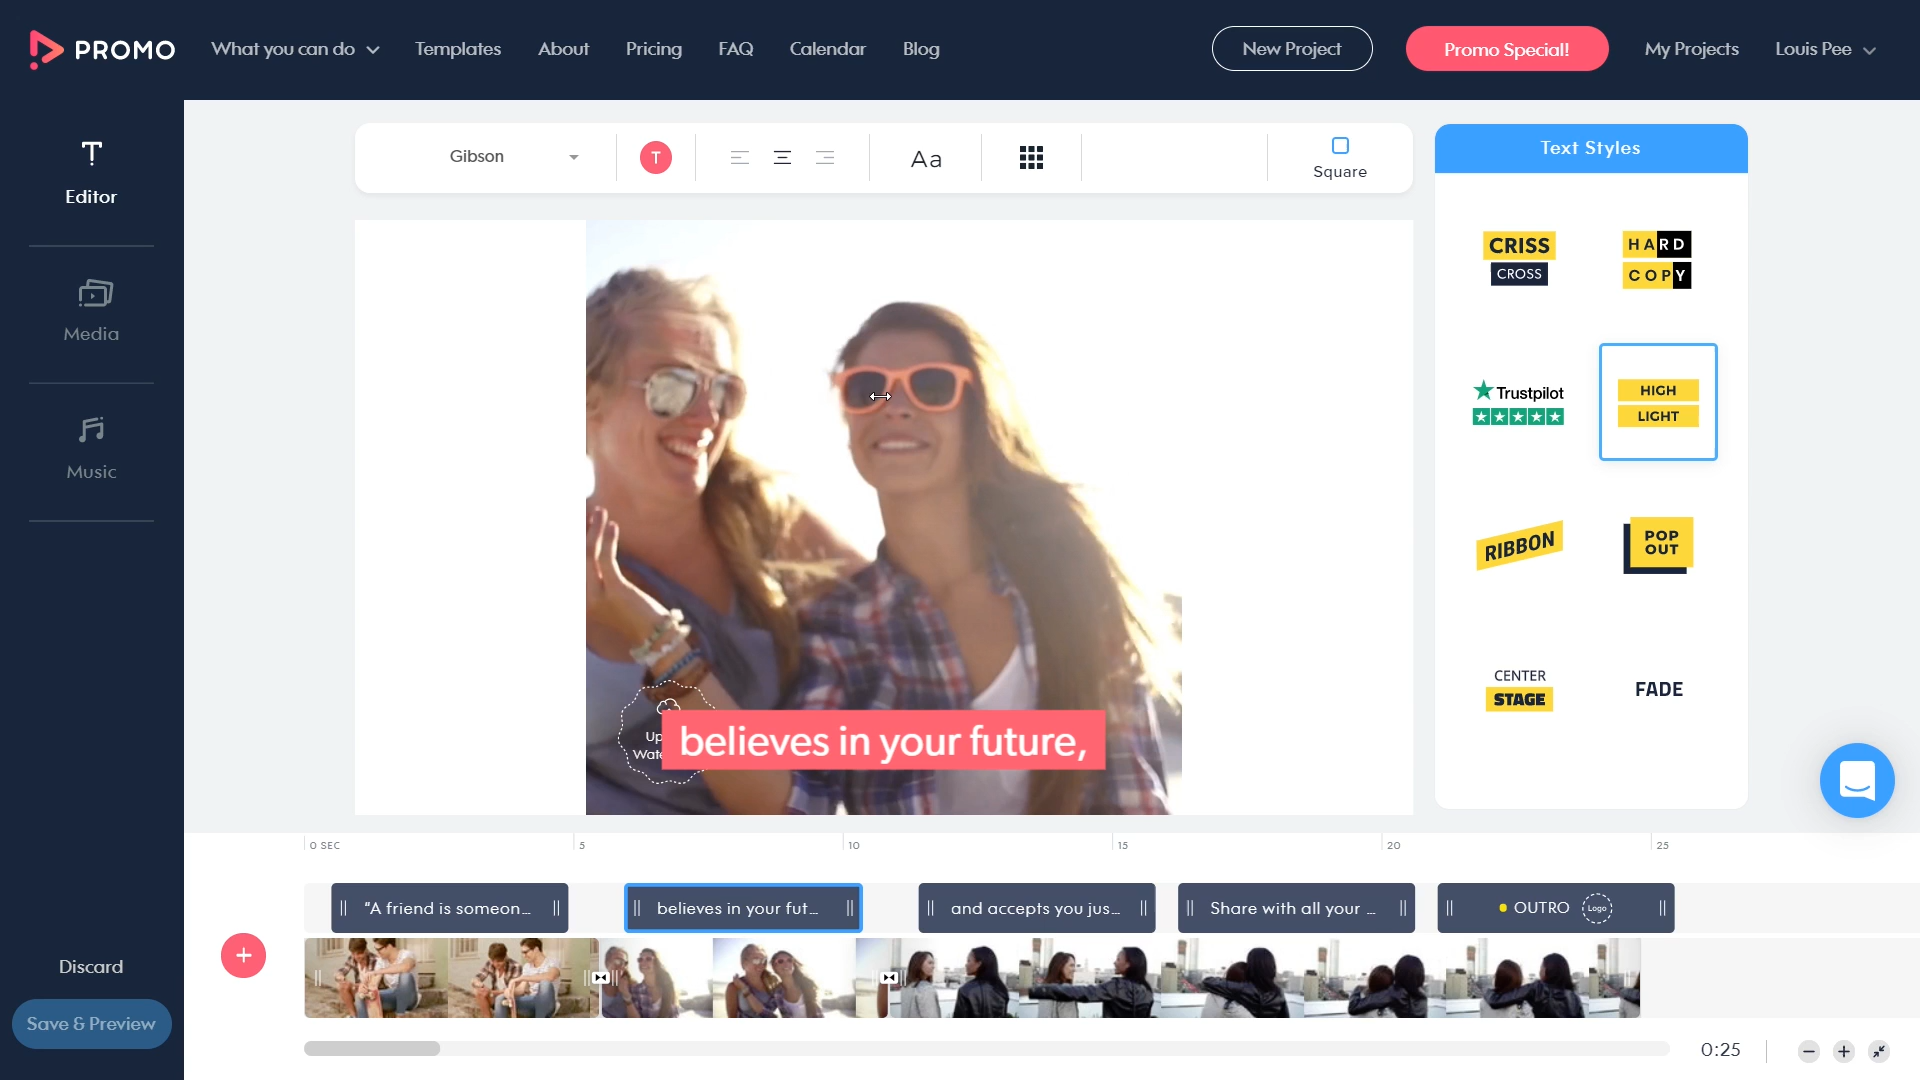 PROMO
What you can do
Templates
About
Pricing
FAQ
Calendar
Blog
New Project
Promo Special!
My Projects
Louis Pee
Editor
Media
Music
Discard
Save & Preview
Gibson
T
Aa
Square
Text Styles
CRISS
CROSS
HARD
COPY
Trustpilot
HIGH
LIGHT
RIBBON
POP
OUT
CENTER
STAGE
FADE
believes in your future,
0 SEC
5
10
15
20
25
"A friend is someon...
believes in your fut...
and accepts you jus...
Share with all your ...
OUTRO
Logo
0:25